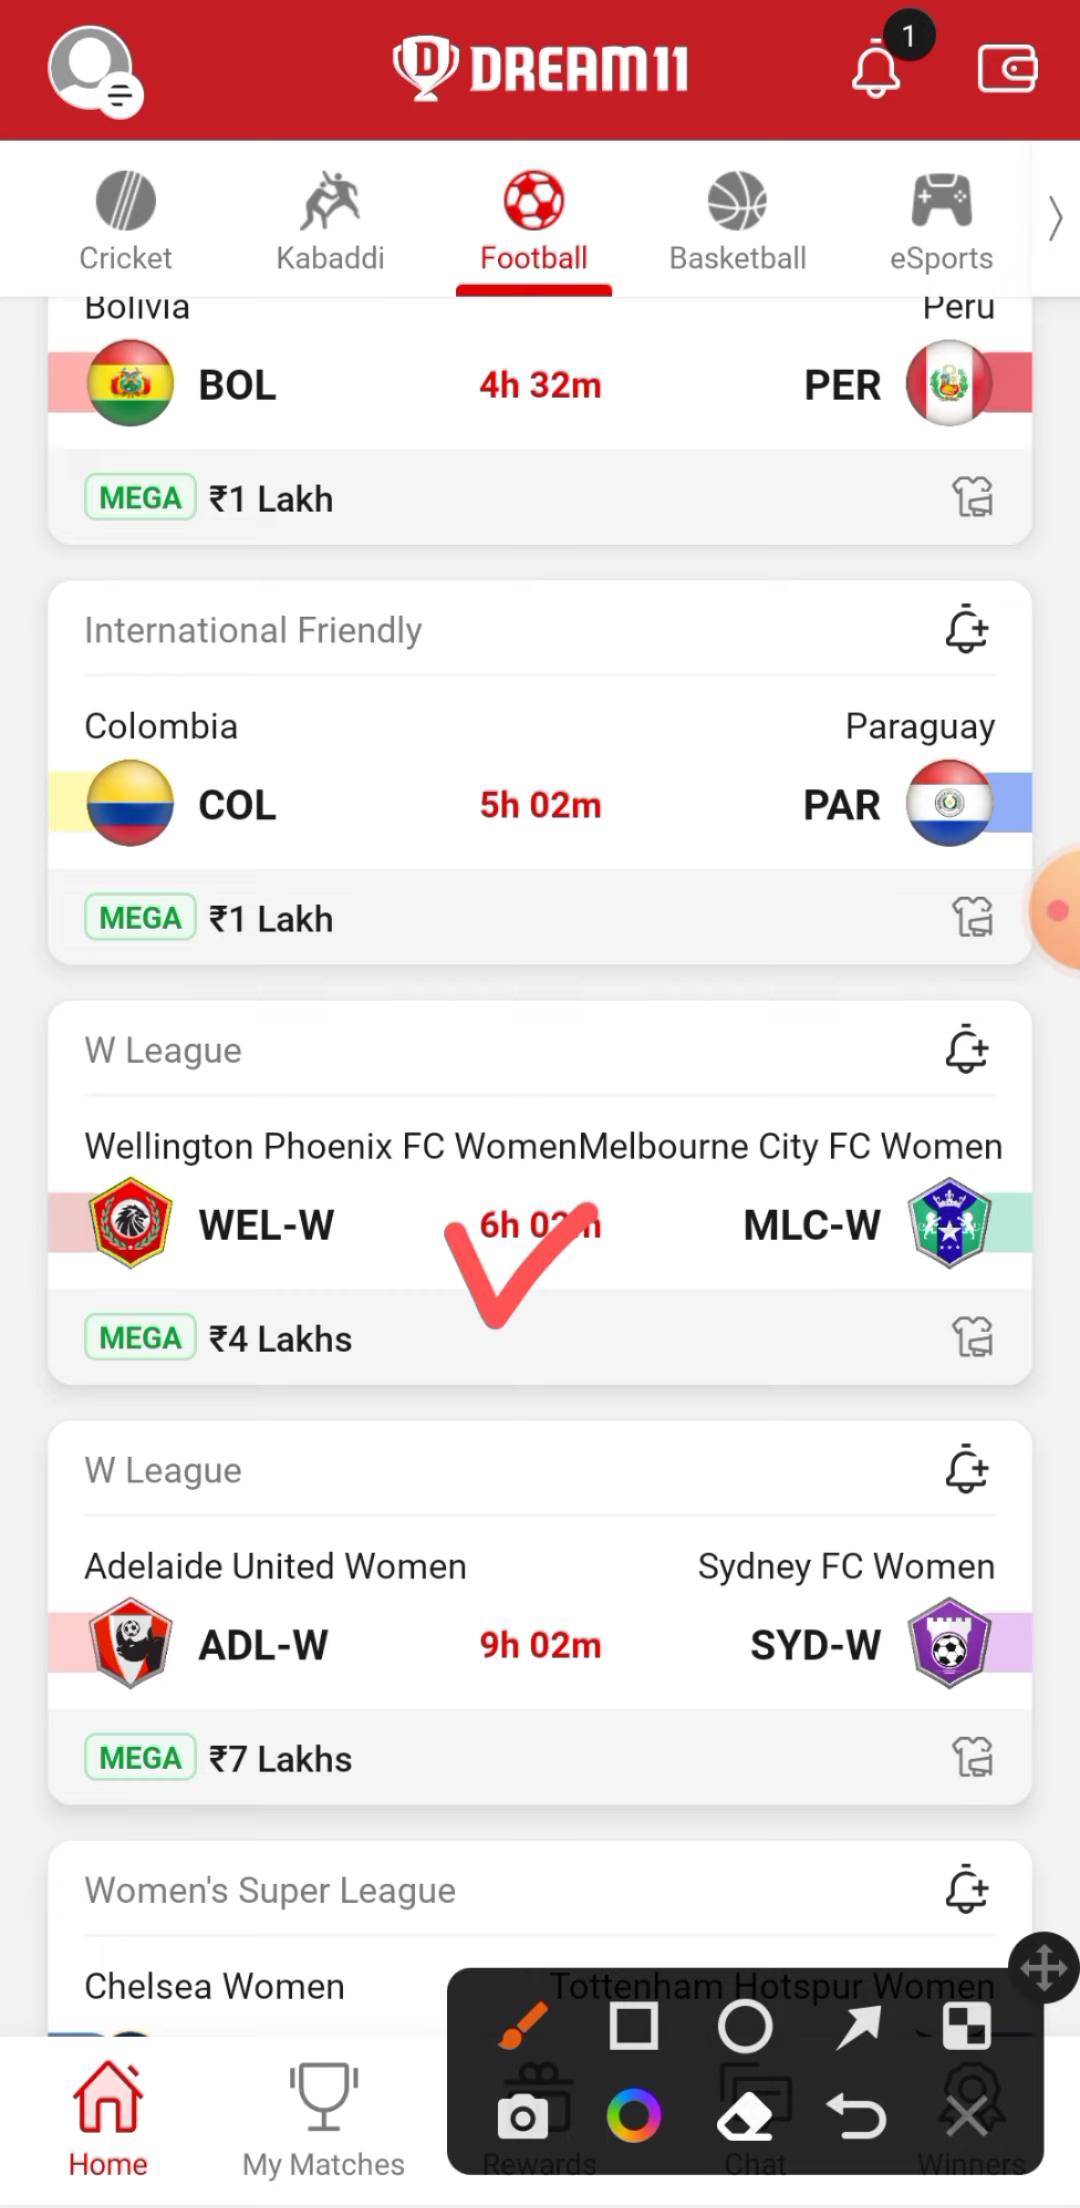 DREAM11
1
Cricket
Kabaddi
Football
Basketball
eSports
Bolivia
Peru
BOL
4h 32m
PER
MEGA
₹1 Lakh
International Friendly
Colombia
Paraguay
COL
5h 02m
PAR
MEGA
₹1 Lakh
W League
Wellington Phoenix FC WomenMelbourne City FC Women
WEL-W
6h 02m
MLC-W
MEGA
₹4 Lakhs
W League
Adelaide United Women
Sydney FC Women
ADL-W
9h 02m
SYD-W
MEGA
₹7 Lakhs
Women's Super League
Chelsea Women
Tottenham Hotspur Women
Home
My Matches
Rewards
Chat
Winners